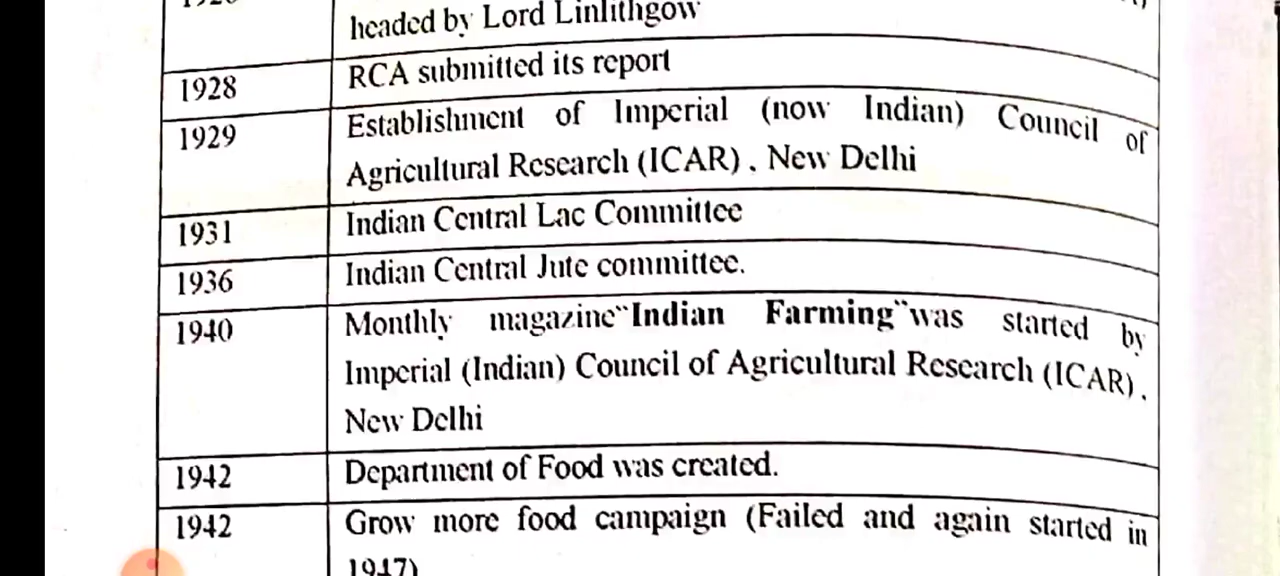 headed by Lord Linlithgow
1928 RCA submitted its report
1929 Establishment of Imperial (now Indian) Council of
Agricultural Research (ICAR) , New Delhi
1931 Indian Central Lac Committee
1936 Indian Central Jute committee.
1940 Monthly magazine“Indian Farming”was started by
Imperial (Indian) Council of Agricultural Research (ICAR) ,
New Delhi
1942 Department of Food was created.
1942 Grow more food campaign (Failed and again started in
1947)